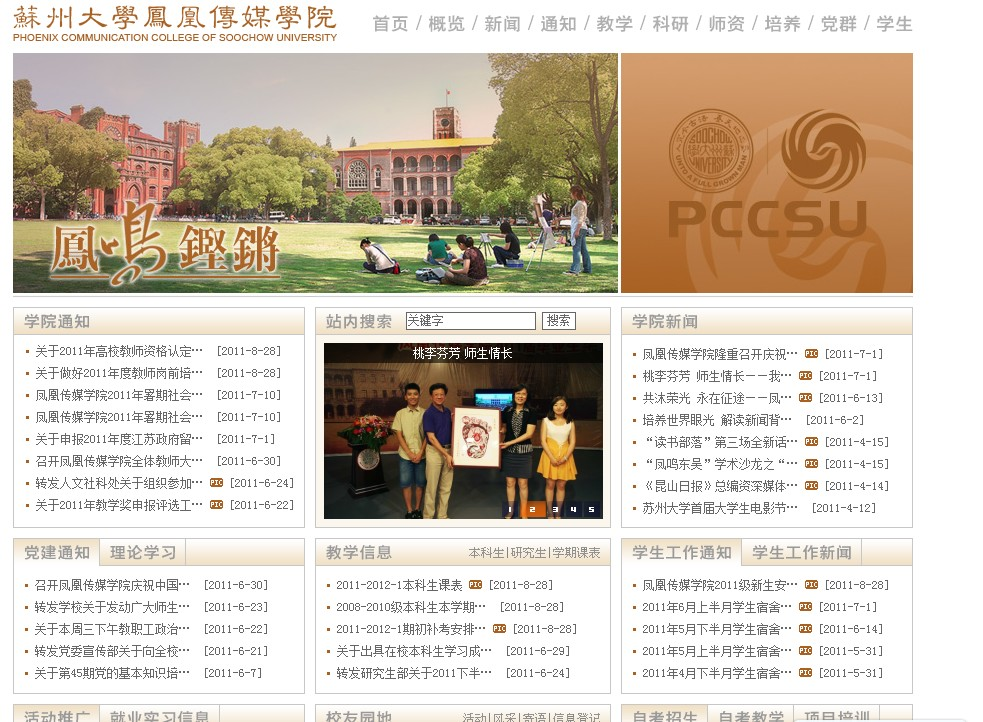 蘇州大學鳳凰傳媒學院
PHOENIX COMMUNICATION COLLEGE OF SOOCHOW UNIVERSITY
首页 / 概览 / 新闻 / 通知 / 教学 / 科研 / 师资 / 培养 / 党群 / 学生
鳳鳴鏗鏘
SOOCHOW
UNIVERSITY
PCCSU
学院通知
关于2011年高校教师资格认定… [2011-8-28]
关于做好2011年度教师岗前培… [2011-8-28]
凤凰传媒学院2011年暑期社会… [2011-7-10]
凤凰传媒学院2011年暑期社会… [2011-7-10]
关于申报2011年度江苏政府留… [2011-7-1]
召开凤凰传媒学院全体教师大… [2011-6-30]
转发人文社科处关于组织参加… PIC [2011-6-24]
关于2011年教学奖申报评选工… PIC [2011-6-22]
站内搜索 关键字 搜索
桃李芬芳 师生情长
1 2 3 4 5
学院新闻
凤凰传媒学院隆重召开庆祝… PIC [2011-7-1]
桃李芬芳 师生情长——我… PIC [2011-7-1]
共沐荣光 永在征途——凤… PIC [2011-6-13]
培养世界眼光 解读新闻背… [2011-6-2]
“读书部落”第三场全新话… PIC [2011-4-15]
“凤鸣东吴”学术沙龙之“… PIC [2011-4-15]
《昆山日报》总编资深媒体… PIC [2011-4-14]
苏州大学首届大学生电影节… [2011-4-12]
党建通知 理论学习
召开凤凰传媒学院庆祝中国… [2011-6-30]
转发学校关于发动广大师生… [2011-6-23]
关于本周三下午教职工政治… [2011-6-22]
转发党委宣传部关于向全校… [2011-6-21]
关于第45期党的基本知识培… [2011-6-7]
教学信息 本科生|研究生|学期课表
2011-2012-1本科生课表 PIC [2011-8-28]
2008-2010级本科生本学期… [2011-8-28]
2011-2012-1期初补考安排… PIC [2011-8-28]
关于出具在校本科生学习成… [2011-6-29]
转发研究生部关于2011下半… [2011-6-24]
学生工作通知 学生工作新闻
凤凰传媒学院2011级新生安… PIC [2011-8-28]
2011年6月上半月学生宿舍… PIC [2011-7-1]
2011年5月下半月学生宿舍… PIC [2011-6-14]
2011年5月上半月学生宿舍… PIC [2011-5-31]
2011年4月下半月学生宿舍… PIC [2011-5-31]
活动推广 就业实习信息
校友园地 活动|风采|寄语|信息登记
自考招生 自考教学 项目培训